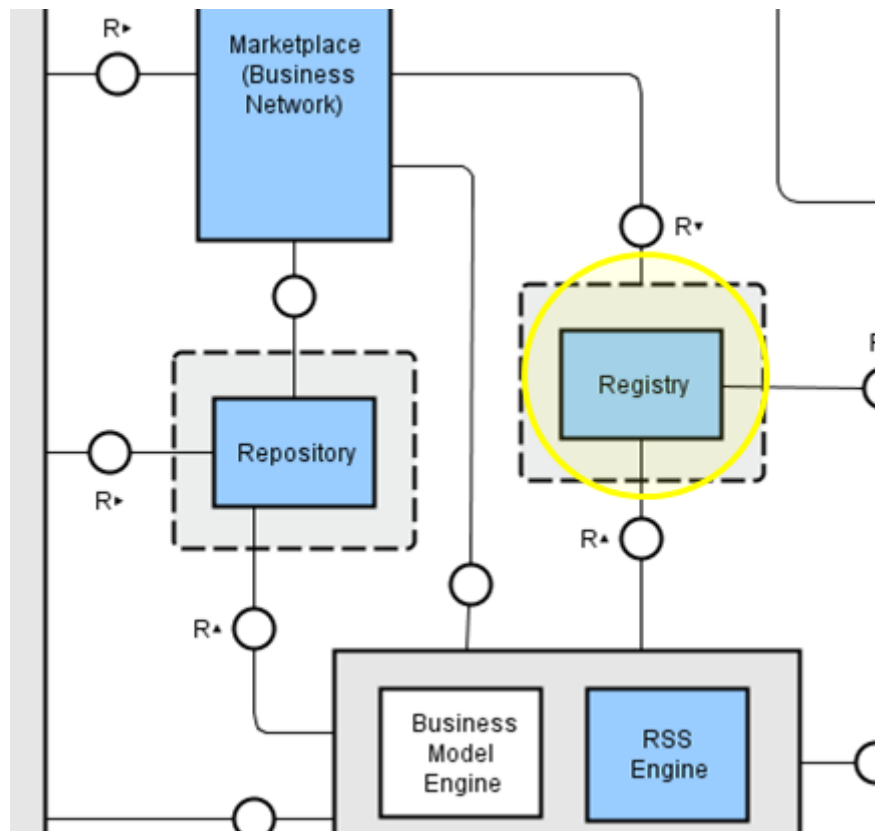 R▸
Marketplace
(Business
Network)
R▾
Registry
Repository
R▸
R▴
R▴
Business
Model
Engine
RSS
Engine